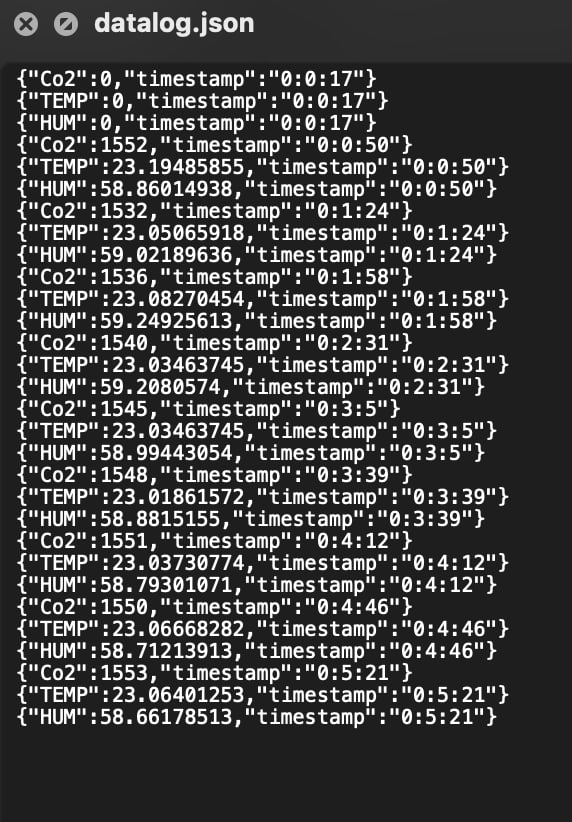 datalog.json
{"Co2":0,"timestamp":"0:0:17"}
{"TEMP":0,"timestamp":"0:0:17"}
{"HUM":0,"timestamp":"0:0:17"}
{"Co2":1552,"timestamp":"0:0:50"}
{"TEMP":23.19485855,"timestamp":"0:0:50"}
{"HUM":58.86014938,"timestamp":"0:0:50"}
{"Co2":1532,"timestamp":"0:1:24"}
{"TEMP":23.05065918,"timestamp":"0:1:24"}
{"HUM":59.02189636,"timestamp":"0:1:24"}
{"Co2":1536,"timestamp":"0:1:58"}
{"TEMP":23.08270454,"timestamp":"0:1:58"}
{"HUM":59.24925613,"timestamp":"0:1:58"}
{"Co2":1540,"timestamp":"0:2:31"}
{"TEMP":23.03463745,"timestamp":"0:2:31"}
{"HUM":59.2080574,"timestamp":"0:2:31"}
{"Co2":1545,"timestamp":"0:3:5"}
{"TEMP":23.03463745,"timestamp":"0:3:5"}
{"HUM":58.99443054,"timestamp":"0:3:5"}
{"Co2":1548,"timestamp":"0:3:39"}
{"TEMP":23.01861572,"timestamp":"0:3:39"}
{"HUM":58.8815155,"timestamp":"0:3:39"}
{"Co2":1551,"timestamp":"0:4:12"}
{"TEMP":23.03730774,"timestamp":"0:4:12"}
{"HUM":58.79301071,"timestamp":"0:4:12"}
{"Co2":1550,"timestamp":"0:4:46"}
{"TEMP":23.06668282,"timestamp":"0:4:46"}
{"HUM":58.71213913,"timestamp":"0:4:46"}
{"Co2":1553,"timestamp":"0:5:21"}
{"TEMP":23.06401253,"timestamp":"0:5:21"}
{"HUM":58.66178513,"timestamp":"0:5:21"}